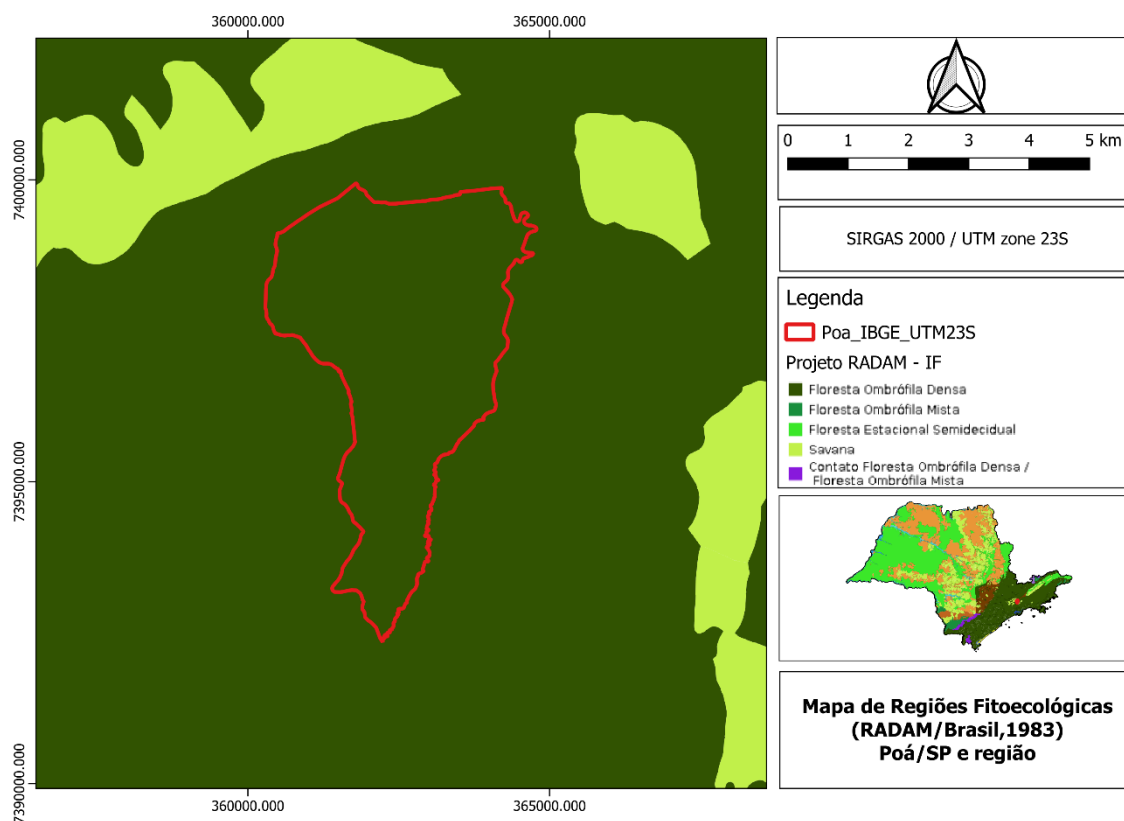 360000.000
365000.000
7400000.000
7395000.000
7390000.000
360000.000
365000.000
0 1 2 3 4 5 km
SIRGAS 2000 / UTM zone 23S
Legenda
Poa_IBGE_UTM23S
Projeto RADAM - IF
Floresta Ombrófila Densa
Floresta Ombrófila Mista
Floresta Estacional Semidecidual
Savana
Contato Floresta Ombrófila Densa /
Floresta Ombrófila Mista
Mapa de Regiões Fitoecológicas
(RADAM/Brasil,1983)
Poá/SP e região